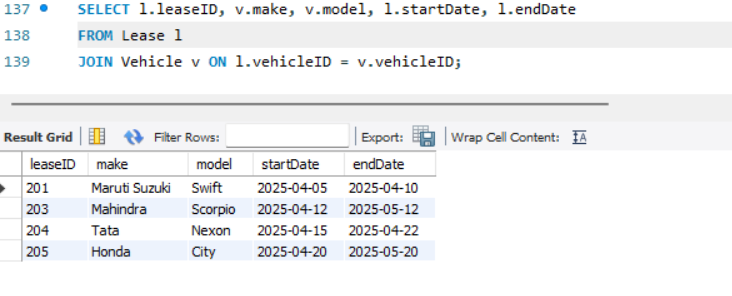 137 SELECT l.leaseID, v.make, v.model, l.startDate, l.endDate
138 FROM Lease l
139 JOIN Vehicle v ON l.vehicleID = v.vehicleID;
Result Grid Filter Rows: Export: Wrap Cell Content: IA
leaseID make model startDate endDate
201 Maruti Suzuki Swift 2025-04-05 2025-04-10
203 Mahindra Scorpio 2025-04-12 2025-05-12
204 Tata Nexon 2025-04-15 2025-04-22
205 Honda City 2025-04-20 2025-05-20